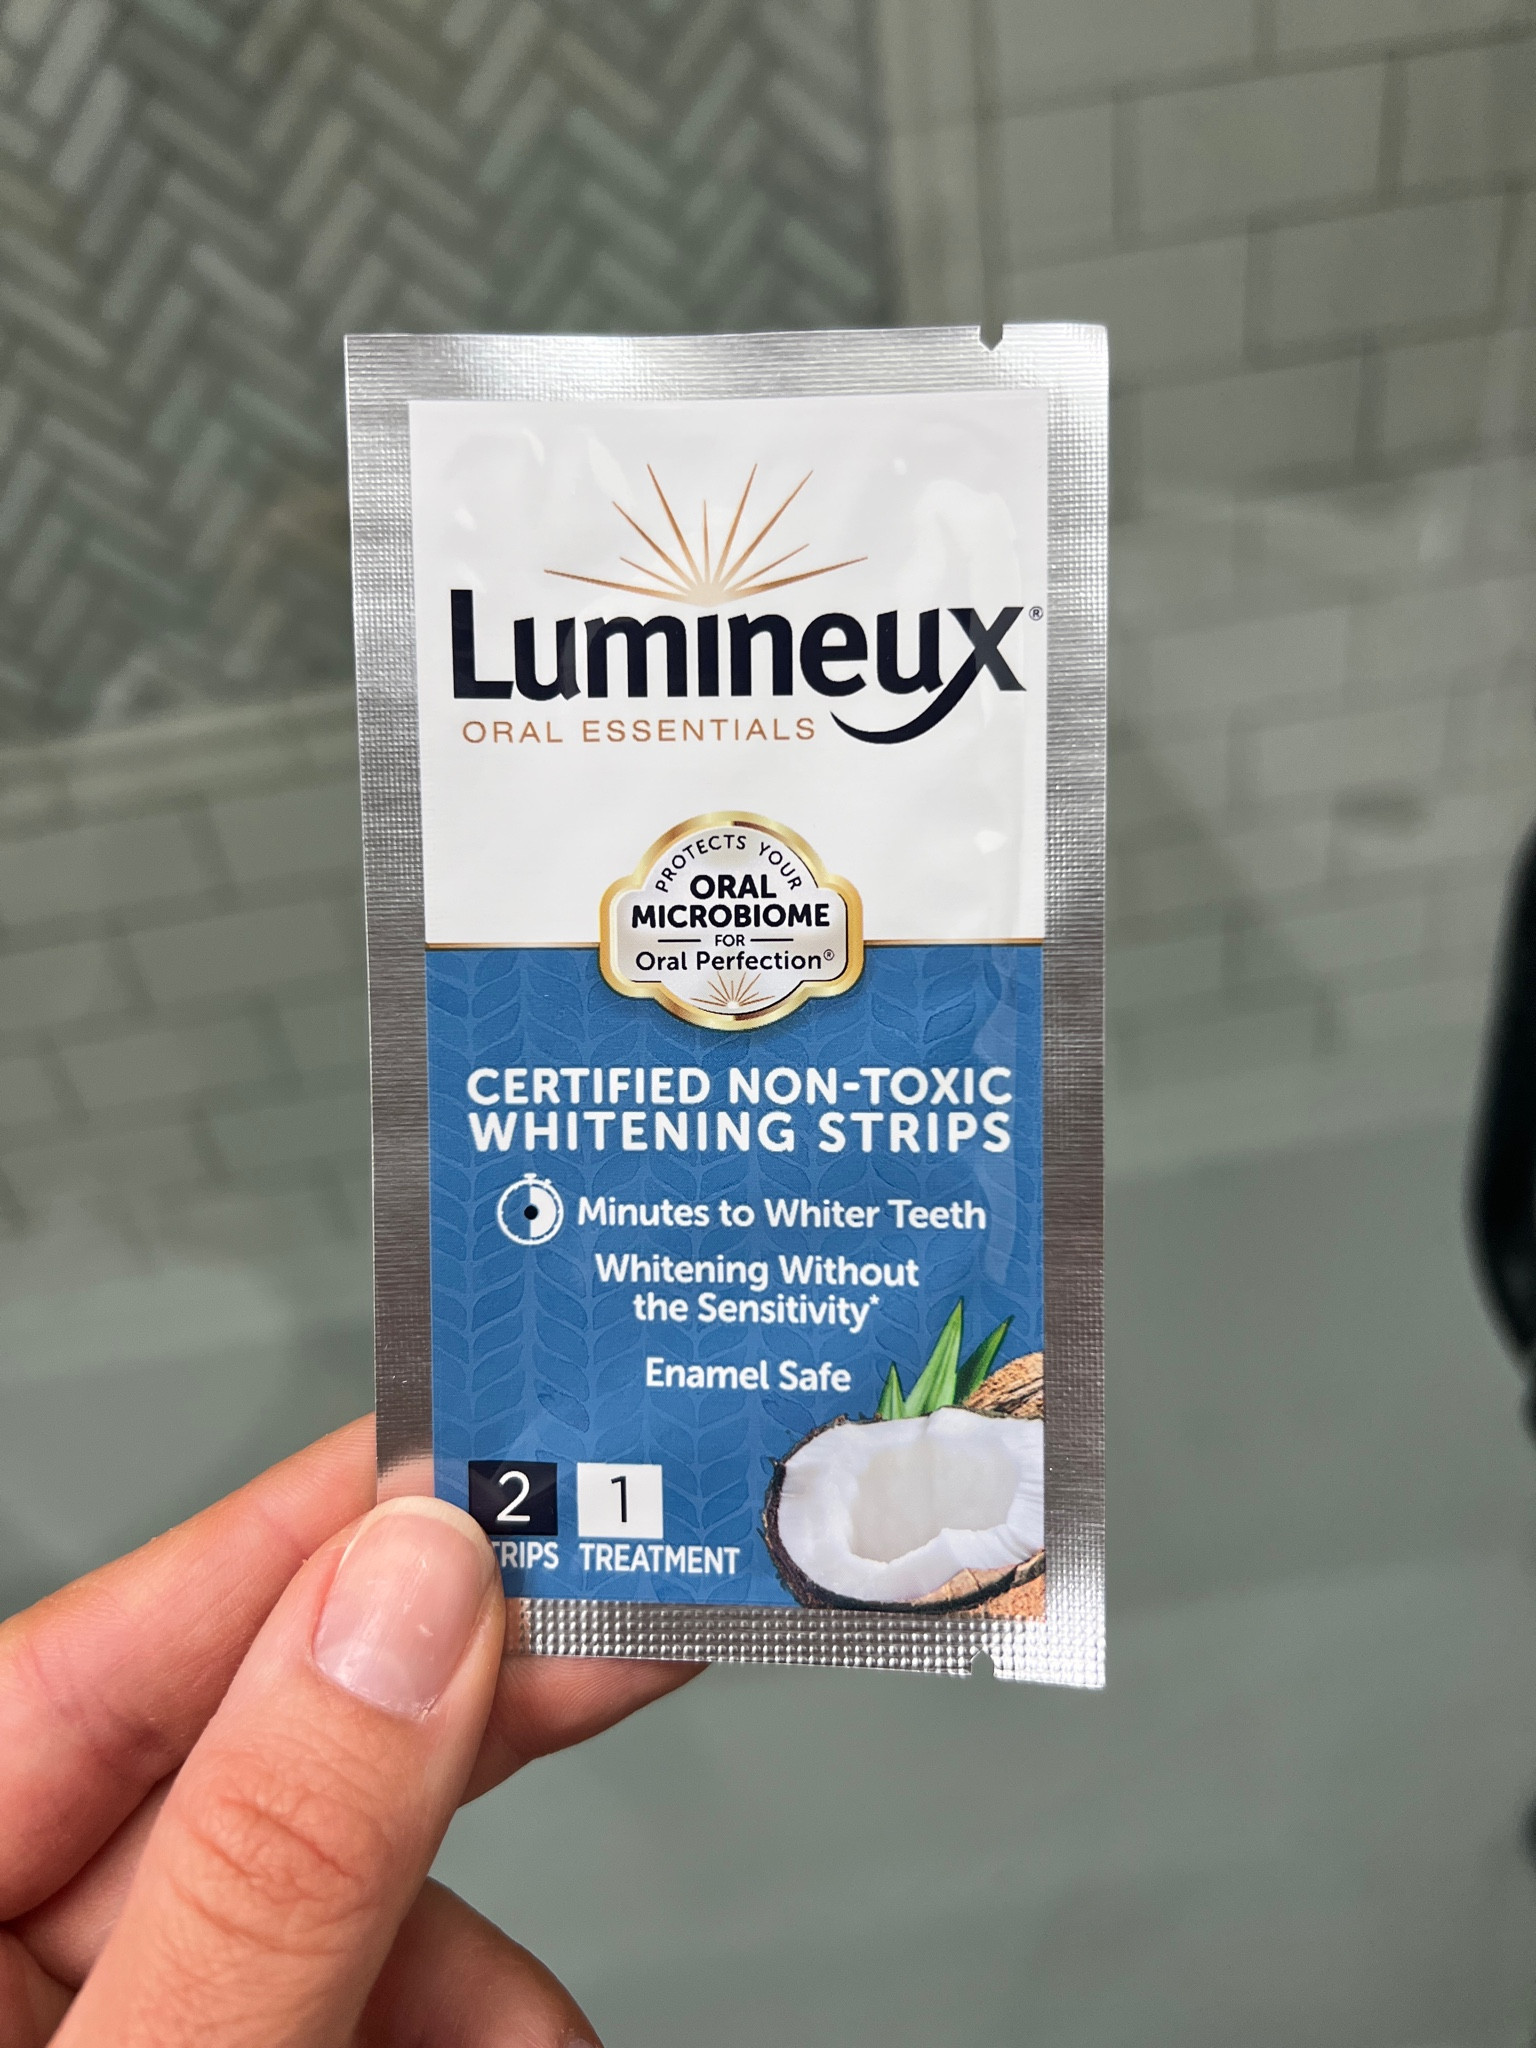 Lumineux®
ORAL ESSENTIALS
PROTECTS YOUR
ORAL
MICROBIOME
FOR
Oral Perfection®
CERTIFIED NON-TOXIC
WHITENING STRIPS
Minutes to Whiter Teeth
Whitening Without
the Sensitivity*
Enamel Safe
2 1
TRIPS TREATMENT